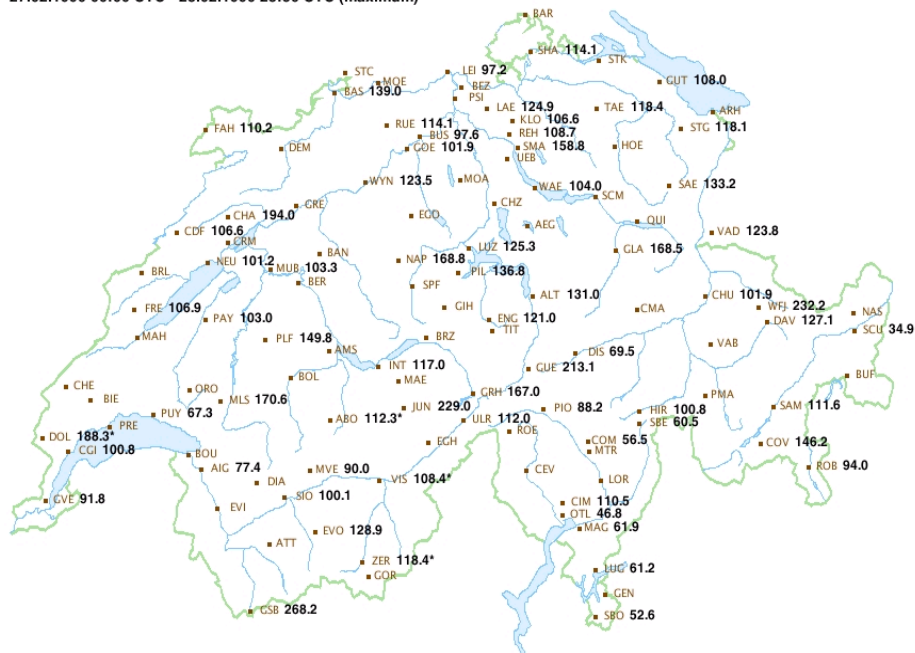 BAR
SHA 114.1
STK
STC
MOE
LEI 97.2
GUT 108.0
BAS 139.0
BEZ
PSI
LAE 124.9
TAE 118.4
ARH
KLO 106.6
FAH 110.2
RUE 114.1
STG 118.1
BUS 97.6
REH 108.7
GOE 101.9
SMA 158.8
HOE
DEM
UEB
WYN 123.5
MOA
SAE 133.2
WAE 104.0
SCM
GRE
CHZ
CHA 194.0
EGO
QUI
AEG
CDF 106.6
VAD 123.8
CRM
LUZ 125.3
GLA 168.5
BAN
NEU 101.2
NAP 168.8
MUB 103.3
PIL 136.8
BRL
BER
SPF
ALT 131.0
CHU 101.9
FRE 106.9
GIH
CMA
WFJ 232.2
NAS
PAY 103.0
ENG 121.0
DAV 127.1
TIT
SCU 34.9
MAH
PLF 149.8
BRZ
VAB
AMS
DIS 69.5
INT 117.0
GUE 213.1
BOL
MAE
BUF
CHE
ORO
GRH 167.0
PMA
BIE
MLS 170.6
JUN 229.0
PIO 88.2
SAM 111.6
PUY 67.3
HIR 100.8
ABO 112.3*
ULR 112.0
SBE 60.5
PRE
ROE
DOL 188.3*
EGH
COM 56.5
COV 146.2
CGI 100.8
MTR
BOU
AIG 77.4
MVE 90.0
CEV
ROB 94.0
DIA
VIS 108.4*
LOR
GVE 91.8
SIO 100.1
CIM 110.5
EVI
OTL 46.8
MAG 61.9
EVO 128.9
ATT
ZER 118.4*
LUG 61.2
GOR
GEN
GSB 268.2
SBO 52.6